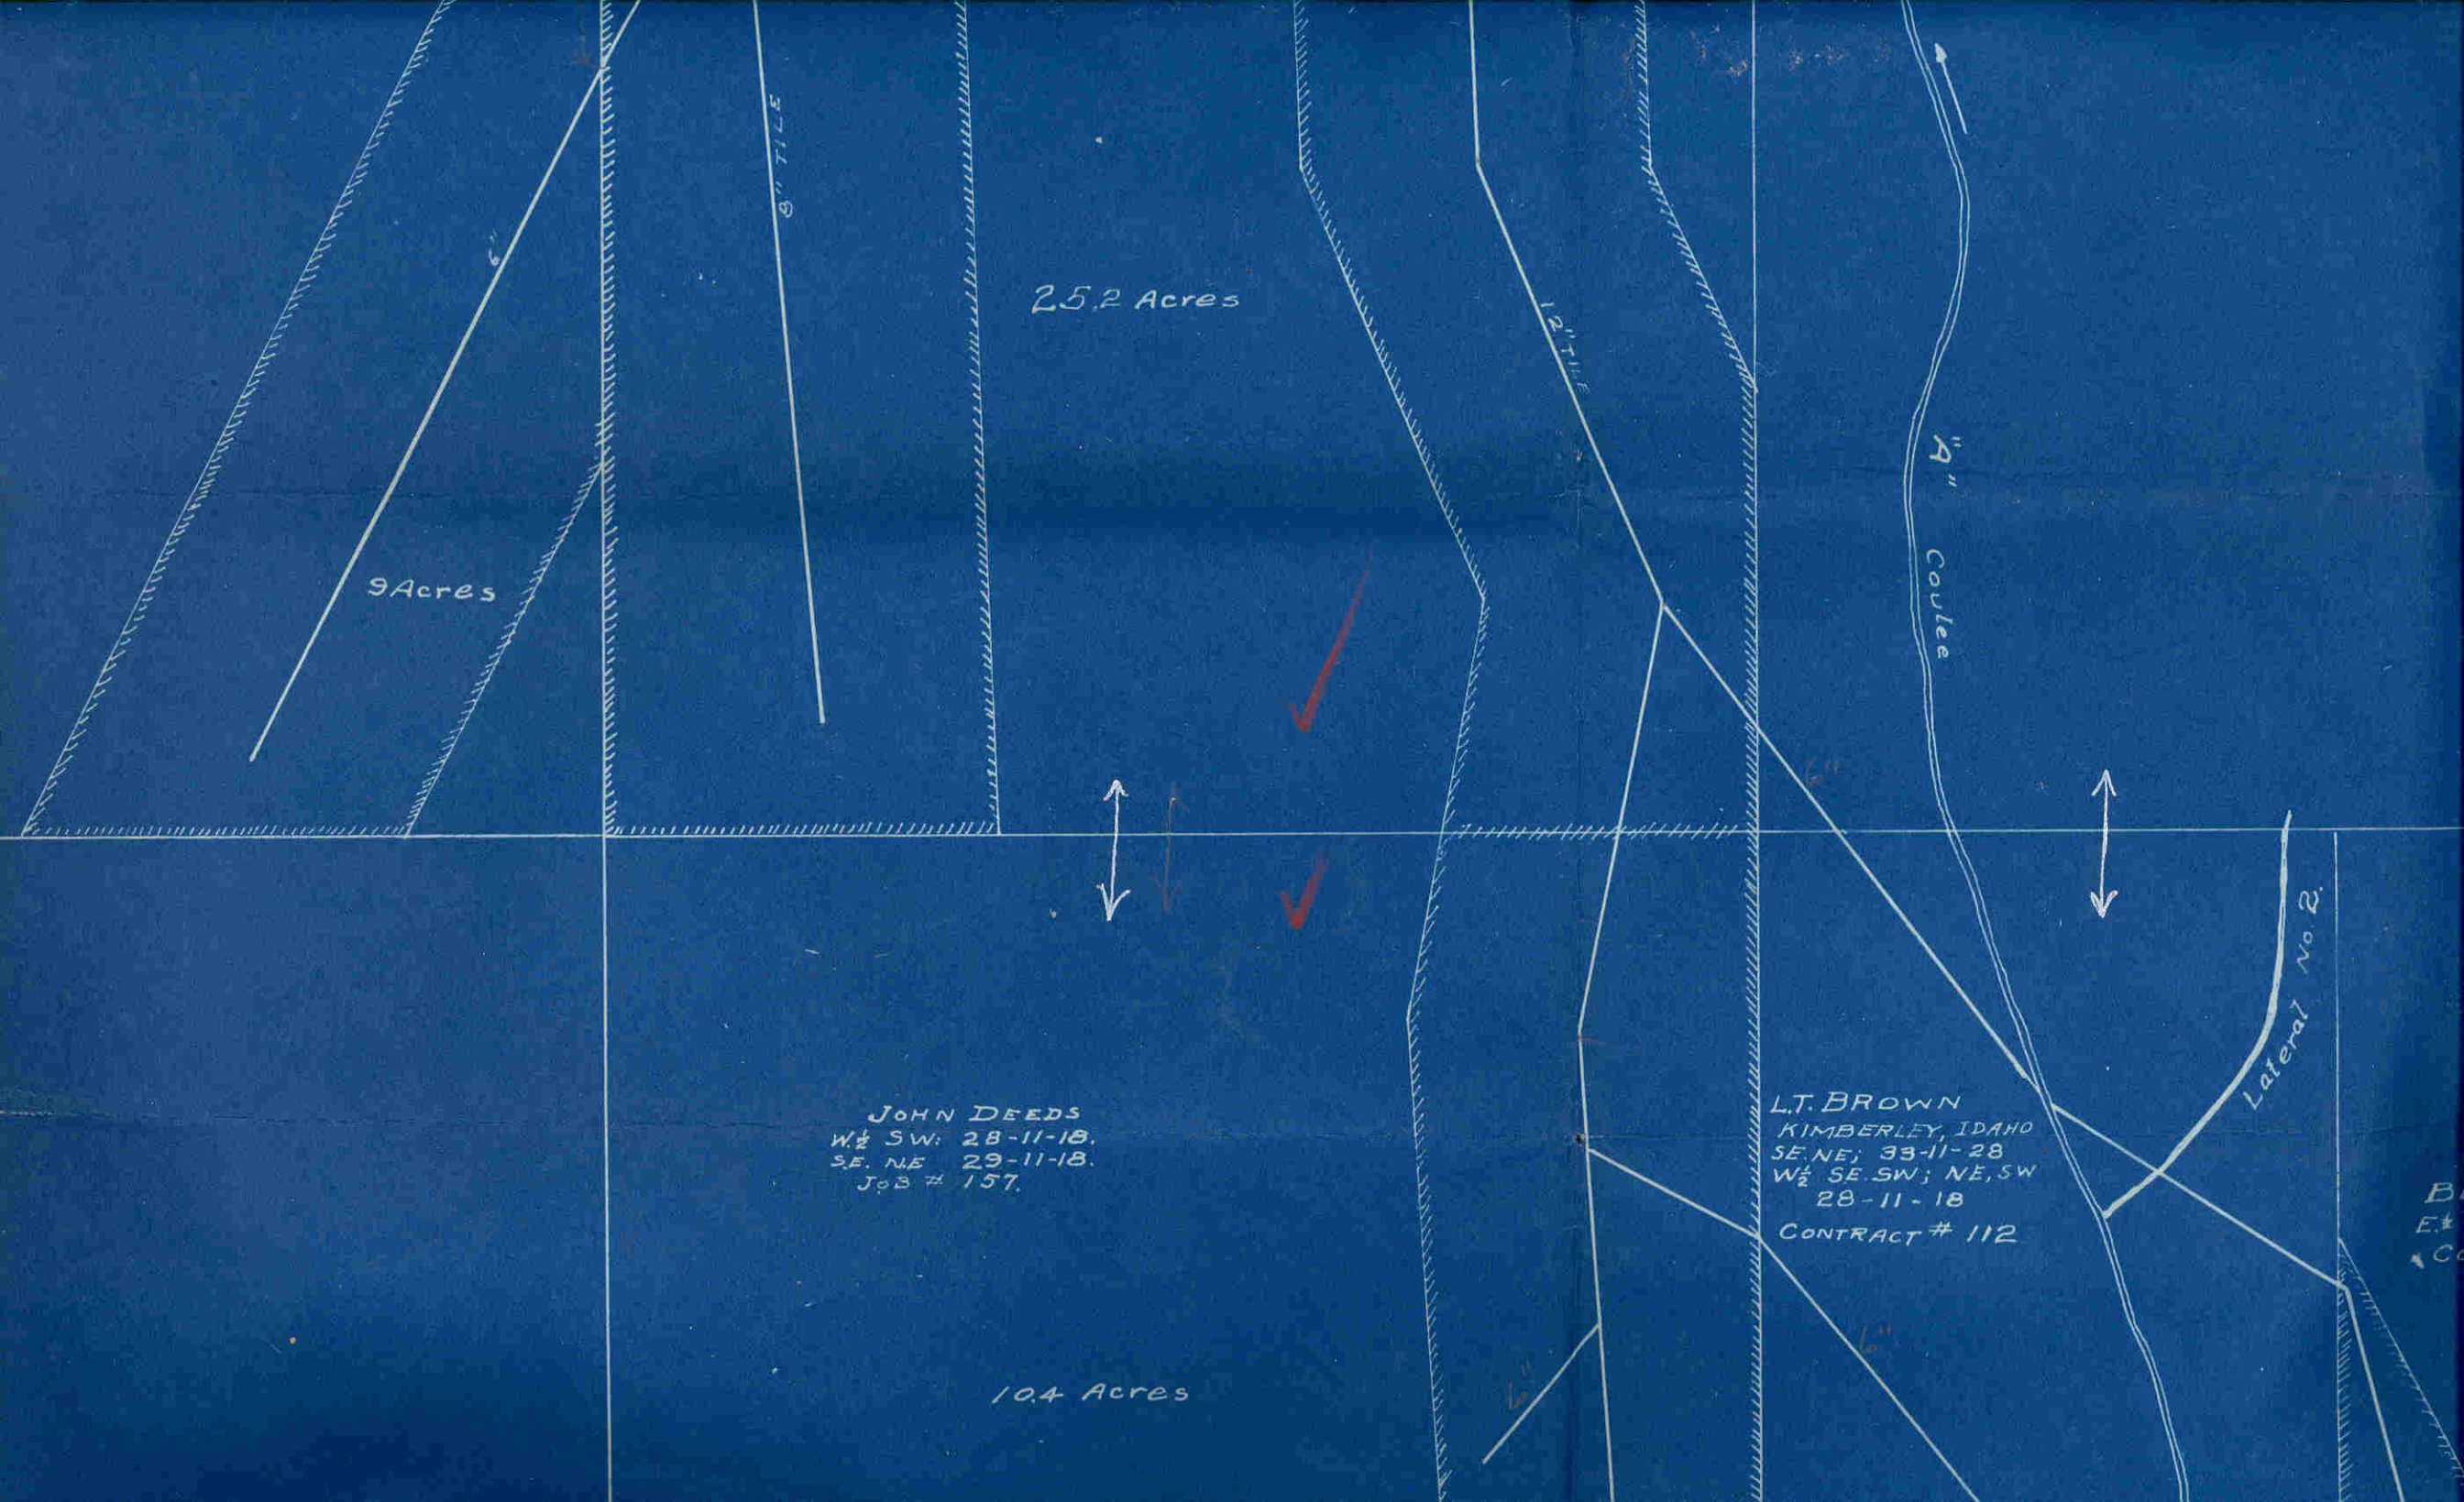 8" TILE
6"
25.2 Acres
12" TILE
"A" Coulee
9 Acres
6"
Lateral No. 2.
JOHN DEEDS
W.½ SW: 28-11-18.
S.E. N.E 29-11-18.
JOB # 157.
L.T. BROWN
KIMBERLEY, IDAHO
SE. NE; 33-11-28
W½ SE. SW; NE, SW
28-11-18
CONTRACT # 112
6"
6"
10.4 Acres